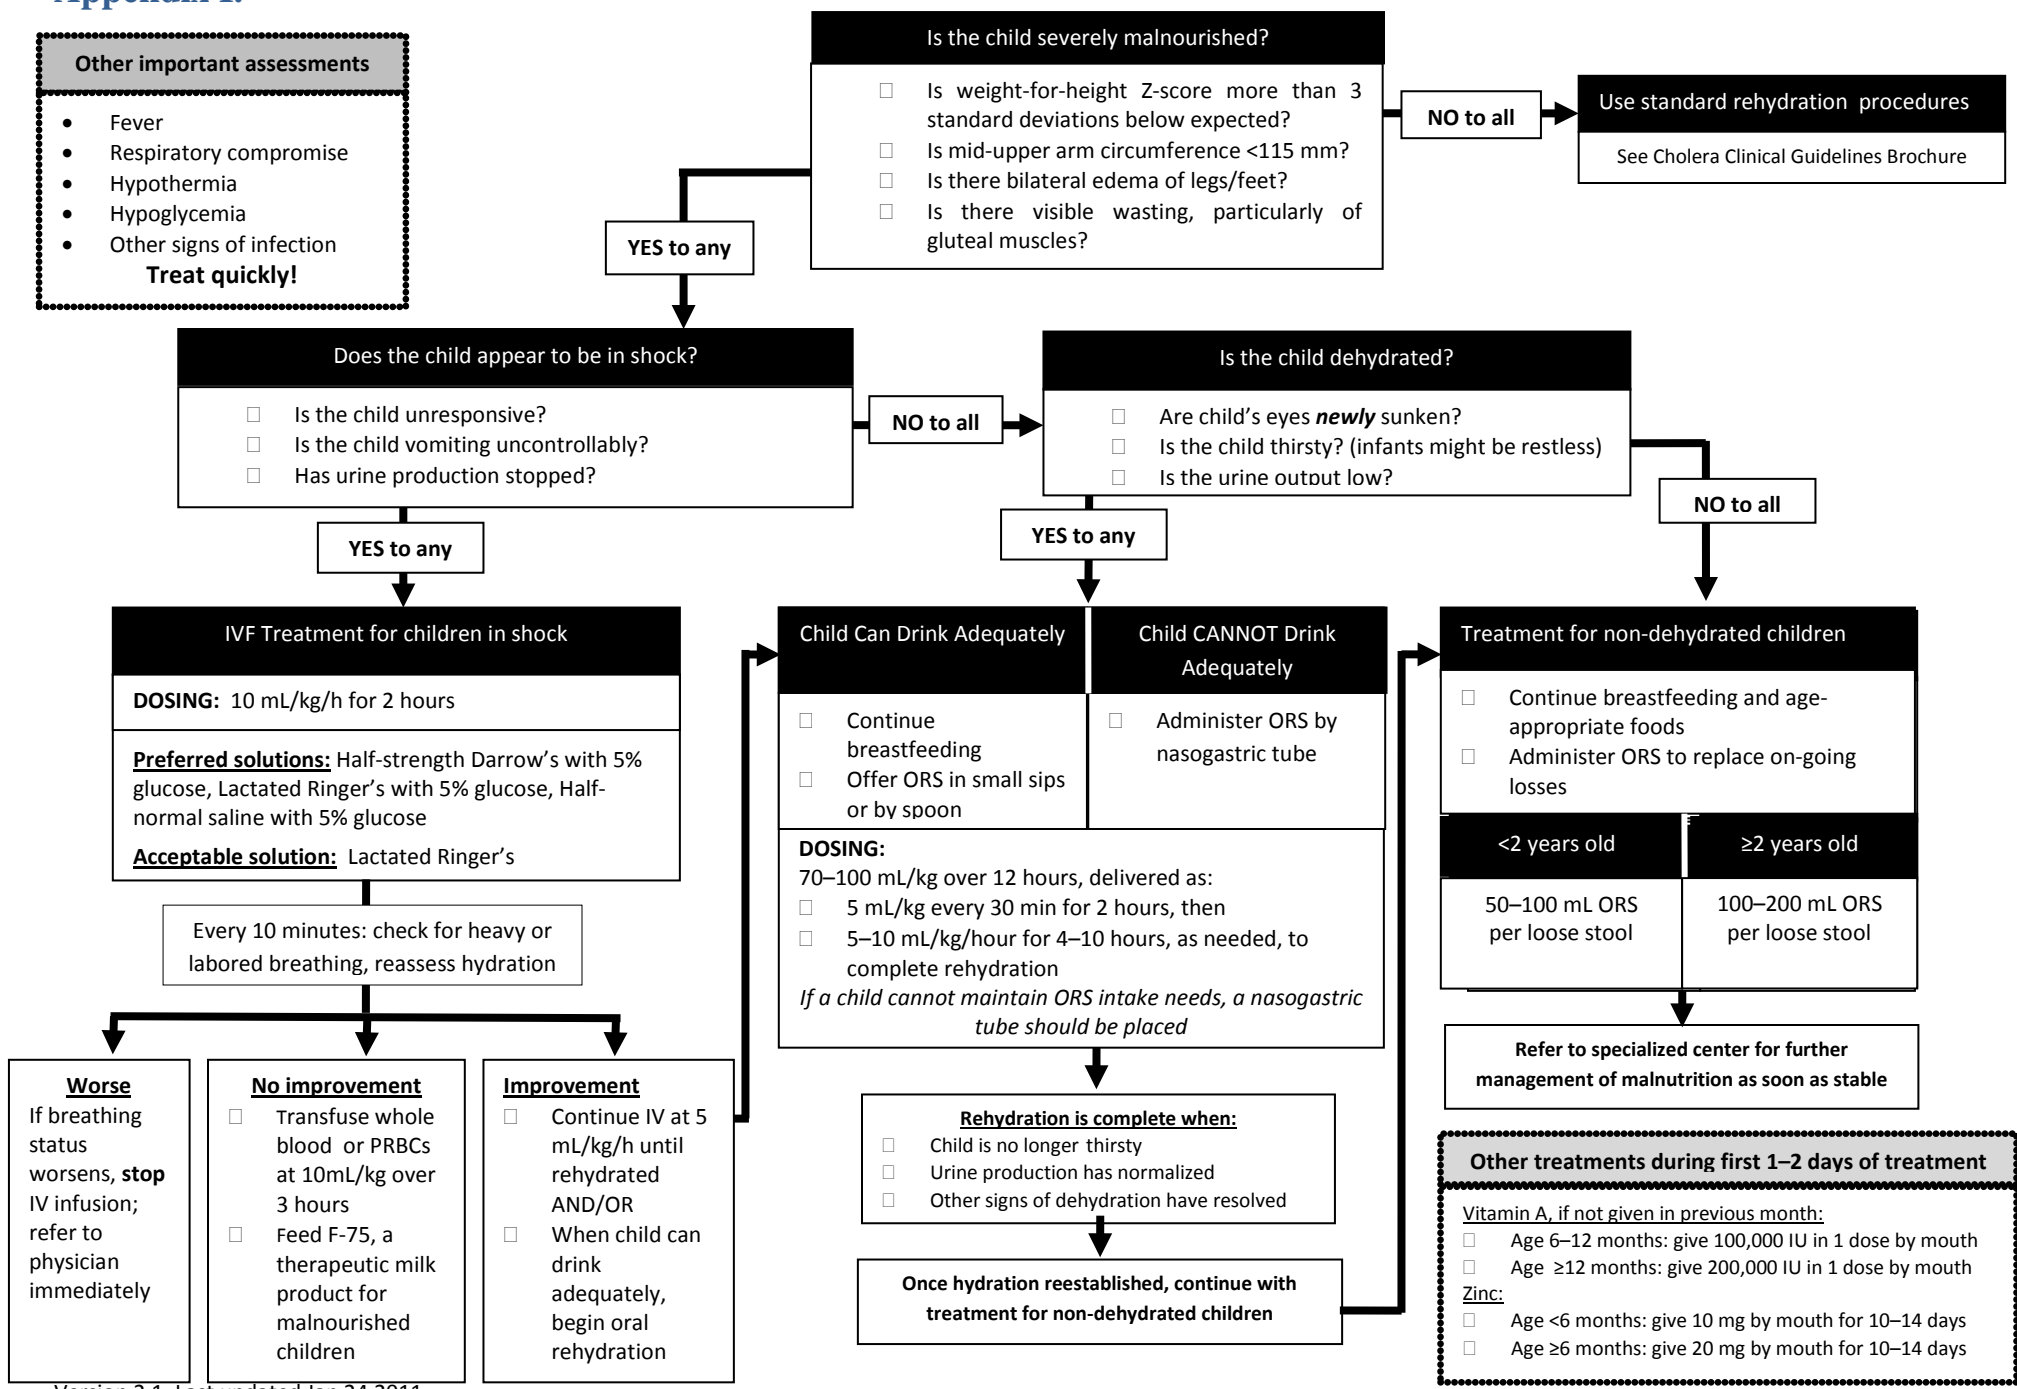 Appendix 1.
Other important assessments
• Fever
• Respiratory compromise
• Hypothermia
• Hypoglycemia
• Other signs of infection
Treat quickly!
Is the child severely malnourished?
□ Is weight-for-height Z-score more than 3
standard deviations below expected?
□ Is mid-upper arm circumference <115 mm?
□ Is there bilateral edema of legs/feet?
□ Is there visible wasting, particularly of
gluteal muscles?
NO to all
Use standard rehydration procedures
See Cholera Clinical Guidelines Brochure
YES to any
Does the child appear to be in shock?
□ Is the child unresponsive?
□ Is the child vomiting uncontrollably?
□ Has urine production stopped?
NO to all
Is the child dehydrated?
□ Are child’s eyes newly sunken?
□ Is the child thirsty? (infants might be restless)
□ Is the urine output low?
NO to all
YES to any
YES to any
IVF Treatment for children in shock
DOSING: 10 mL/kg/h for 2 hours
Preferred solutions: Half-strength Darrow’s with 5%
glucose, Lactated Ringer’s with 5% glucose, Half-
normal saline with 5% glucose
Acceptable solution: Lactated Ringer’s
Every 10 minutes: check for heavy or
labored breathing, reassess hydration
Worse
If breathing
status
worsens, stop
IV infusion;
refer to
physician
immediately
No improvement
□ Transfuse whole
blood or PRBCs
at 10mL/kg over
3 hours
□ Feed F-75, a
therapeutic milk
product for
malnourished
children
Improvement
□ Continue IV at 5
mL/kg/h until
rehydrated
AND/OR
□ When child can
drink
adequately,
begin oral
rehydration
Child Can Drink Adequately
□ Continue
breastfeeding
□ Offer ORS in small sips
or by spoon
Child CANNOT Drink
Adequately
□ Administer ORS by
nasogastric tube
DOSING:
70–100 mL/kg over 12 hours, delivered as:
□ 5 mL/kg every 30 min for 2 hours, then
□ 5–10 mL/kg/hour for 4–10 hours, as needed, to
complete rehydration
If a child cannot maintain ORS intake needs, a nasogastric
tube should be placed
Rehydration is complete when:
□ Child is no longer thirsty
□ Urine production has normalized
□ Other signs of dehydration have resolved
Once hydration reestablished, continue with
treatment for non-dehydrated children
Treatment for non-dehydrated children
□ Continue breastfeeding and age-
appropriate foods
□ Administer ORS to replace on-going
losses
<2 years old
50–100 mL ORS
per loose stool
≥2 years old
100–200 mL ORS
per loose stool
Refer to specialized center for further
management of malnutrition as soon as stable
Other treatments during first 1–2 days of treatment
Vitamin A, if not given in previous month:
□ Age 6–12 months: give 100,000 IU in 1 dose by mouth
□ Age ≥12 months: give 200,000 IU in 1 dose by mouth
Zinc:
□ Age <6 months: give 10 mg by mouth for 10–14 days
□ Age ≥6 months: give 20 mg by mouth for 10–14 days
Version 2.1. Last updated Jan 24 2011